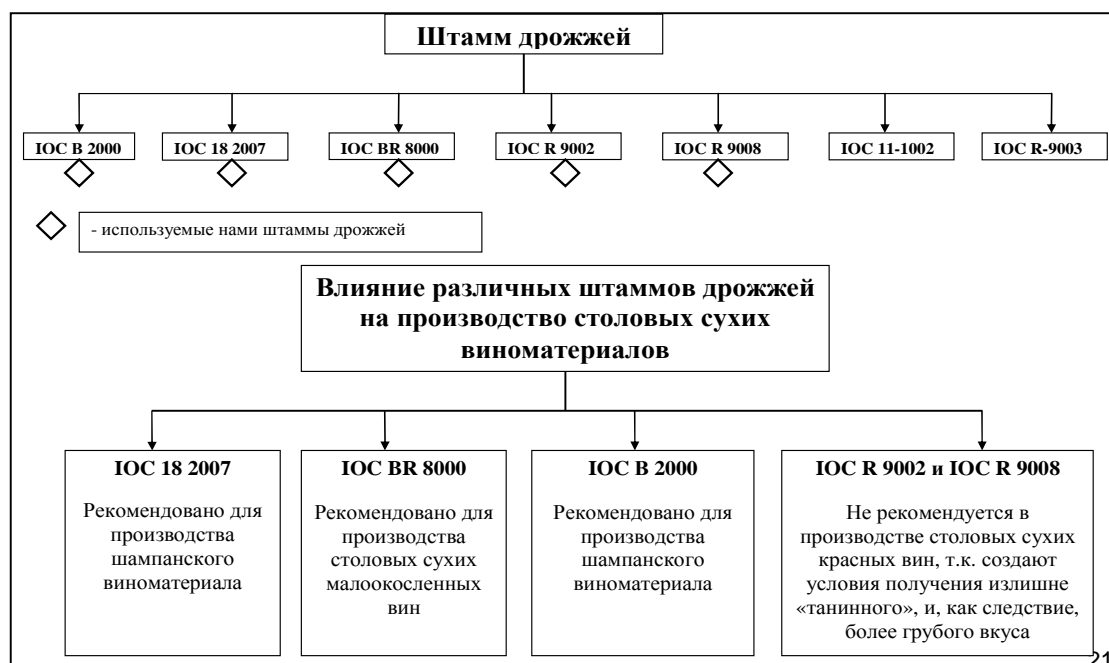 Штамм дрожжей
IOC B 2000
IOC 18 2007
IOC BR 8000
IOC R 9002
IOC R 9008
IOC 11-1002
IOC R-9003
- используемые нами штаммы дрожжей
Влияние различных штаммов дрожжей
на производство столовых сухих
виноматериалов
IOC 18 2007
Рекомендовано для
производства
шампанского
виноматериала
IOC BR 8000
Рекомендовано для
производства
столовых сухих
малоокосленных
вин
IOC B 2000
Рекомендовано для
производства
шампанского
виноматериала
IOC R 9002 и IOC R 9008
Не рекомендуется в
производстве столовых сухих
красных вин, т.к. создают
условия получения излишне
«танинного», и, как следствие,
более грубого вкуса
21